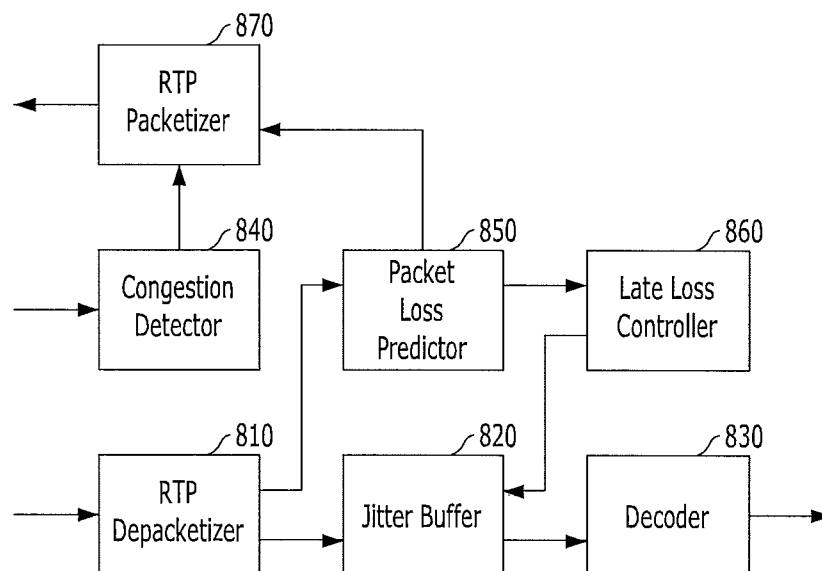 870
RTP
Packetizer
840
Congestion
Detector
850
Packet
Loss
Predictor
860
Late Loss
Controller
810
RTP
Depacketizer
820
Jitter Buffer
830
Decoder